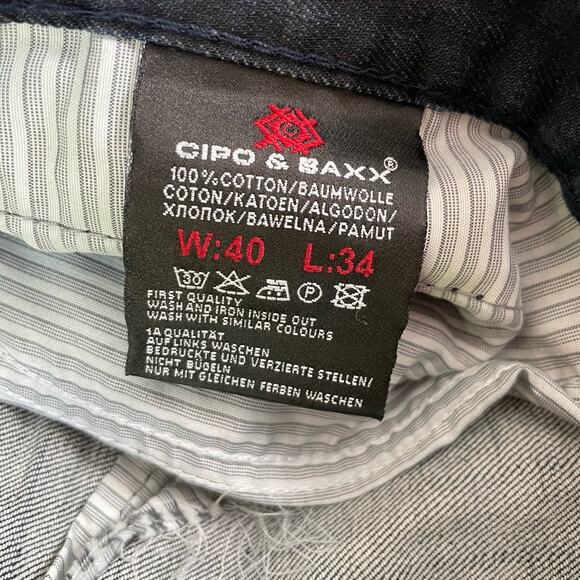 CIPO & BAXX®
100%COTTON/BAUMWOLLE
COTON/KATOEN/ALGODON/
ХЛОПОК/BAWELNA/PAMUT
W:40 L:34
30 P
FIRST QUALITY
WASH AND IRON INSIDE OUT
WASH WITH SIMILAR COLOURS
1A QUALITÄT
AUF LINKS WASCHEN
BEDRUCKTE UND VERZIERTE STELLEN/
NICHT BÜGELN/
NUR MIT GLEICHEN FERBEN WASCHEN